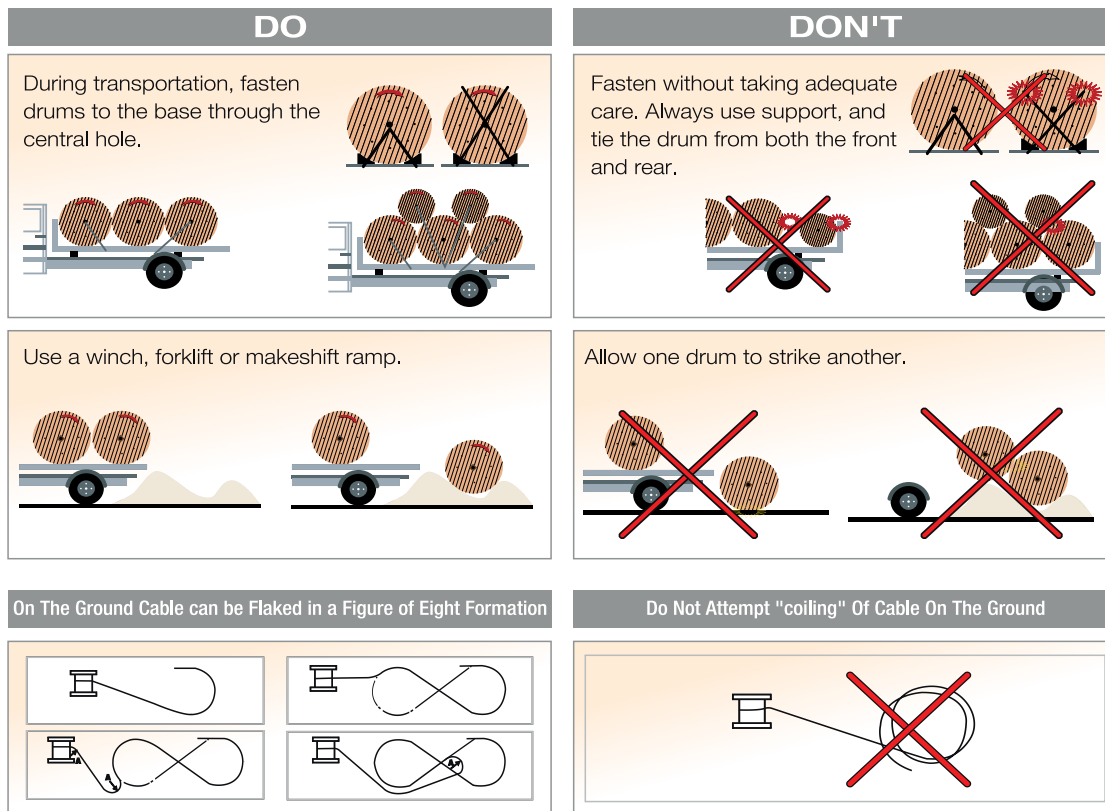 DO
During transportation, fasten
drums to the base through the
central hole.
Use a winch, forklift or makeshift ramp.
DON'T
Fasten without taking adequate
care. Always use support, and
tie the drum from both the front
and rear.
Allow one drum to strike another.
On The Ground Cable can be Flaked in a Figure of Eight Formation
A
A
A
Do Not Attempt "coiling" Of Cable On The Ground